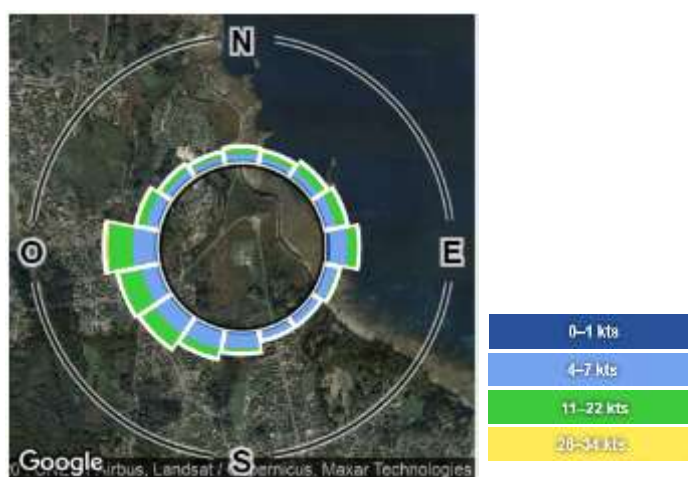 N
O
E
S
0–1 kts
4–7 kts
11–22 kts
28–34 kts
Google
Airbus, Landsat / Copernicus, Maxar Technologies